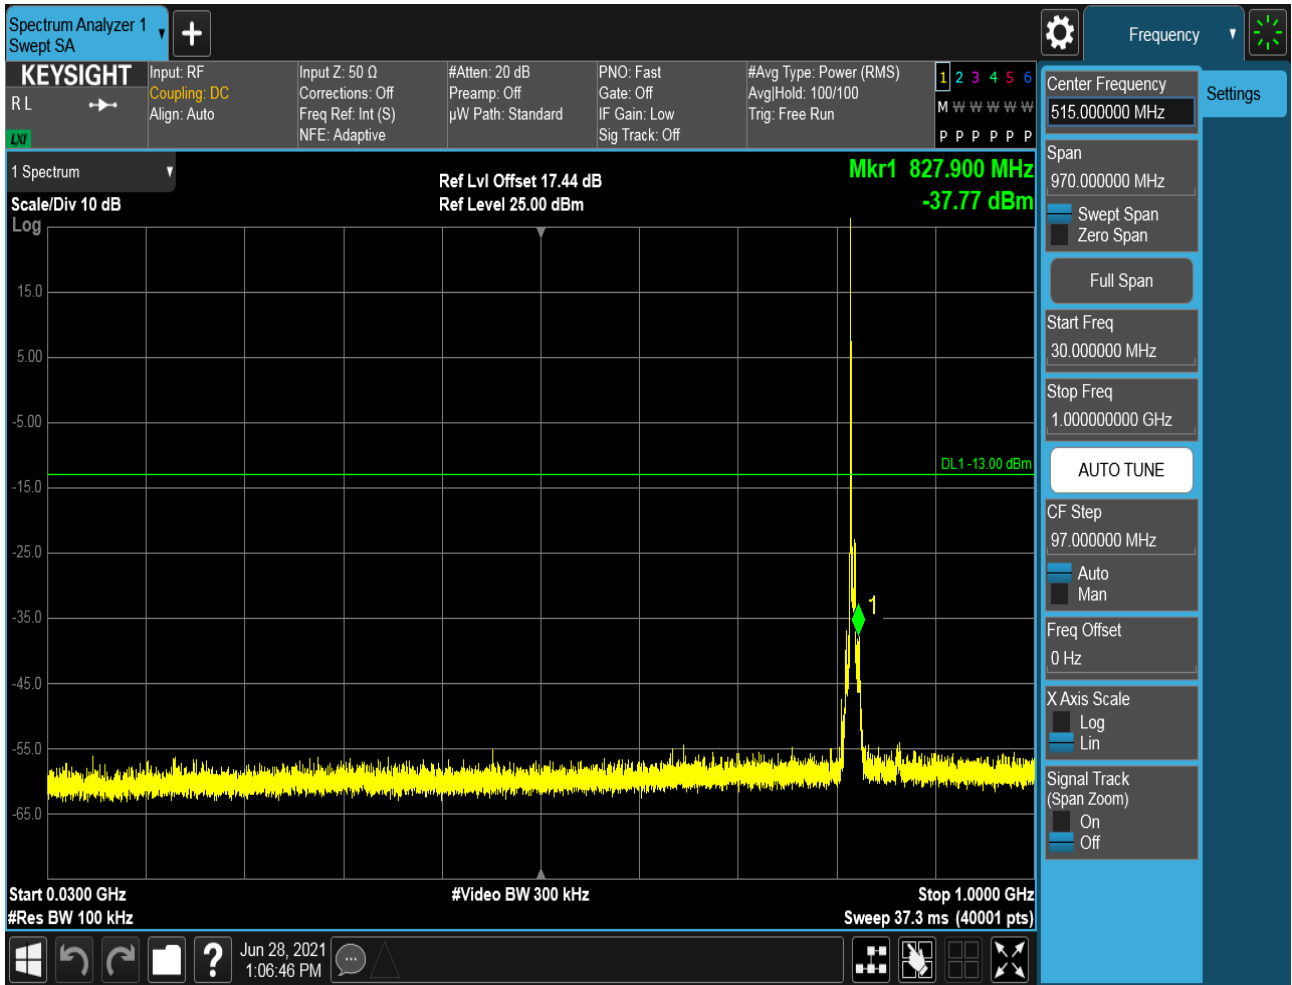 Spectrum Analyzer 1
Swept SA
Frequency
KEYSIGHT
R L
LXI
Input: RF
Coupling: DC
Align: Auto
Input Z: 50 Ω
Corrections: Off
Freq Ref: Int (S)
NFE: Adaptive
#Atten: 20 dB
Preamp: Off
µW Path: Standard
PNO: Fast
Gate: Off
IF Gain: Low
Sig Track: Off
#Avg Type: Power (RMS)
Avg|Hold: 100/100
Trig: Free Run
1 2 3 4 5 6
M W W W W W
P P P P P P
1 Spectrum
Scale/Div 10 dB
Log
Ref Lvl Offset 17.44 dB
Ref Level 25.00 dBm
Mkr1 827.900 MHz
-37.77 dBm
15.0
5.00
-5.00
-15.0
-25.0
-35.0
-45.0
-55.0
-65.0
DL1 -13.00 dBm
1
Start 0.0300 GHz
#Res BW 100 kHz
#Video BW 300 kHz
Stop 1.0000 GHz
Sweep 37.3 ms (40001 pts)
Jun 28, 2021
1:06:46 PM
Settings
Center Frequency
515.000000 MHz
Span
970.000000 MHz
Swept Span
Zero Span
Full Span
Start Freq
30.000000 MHz
Stop Freq
1.000000000 GHz
AUTO TUNE
CF Step
97.000000 MHz
Auto
Man
Freq Offset
0 Hz
X Axis Scale
Log
Lin
Signal Track
(Span Zoom)
On
Off